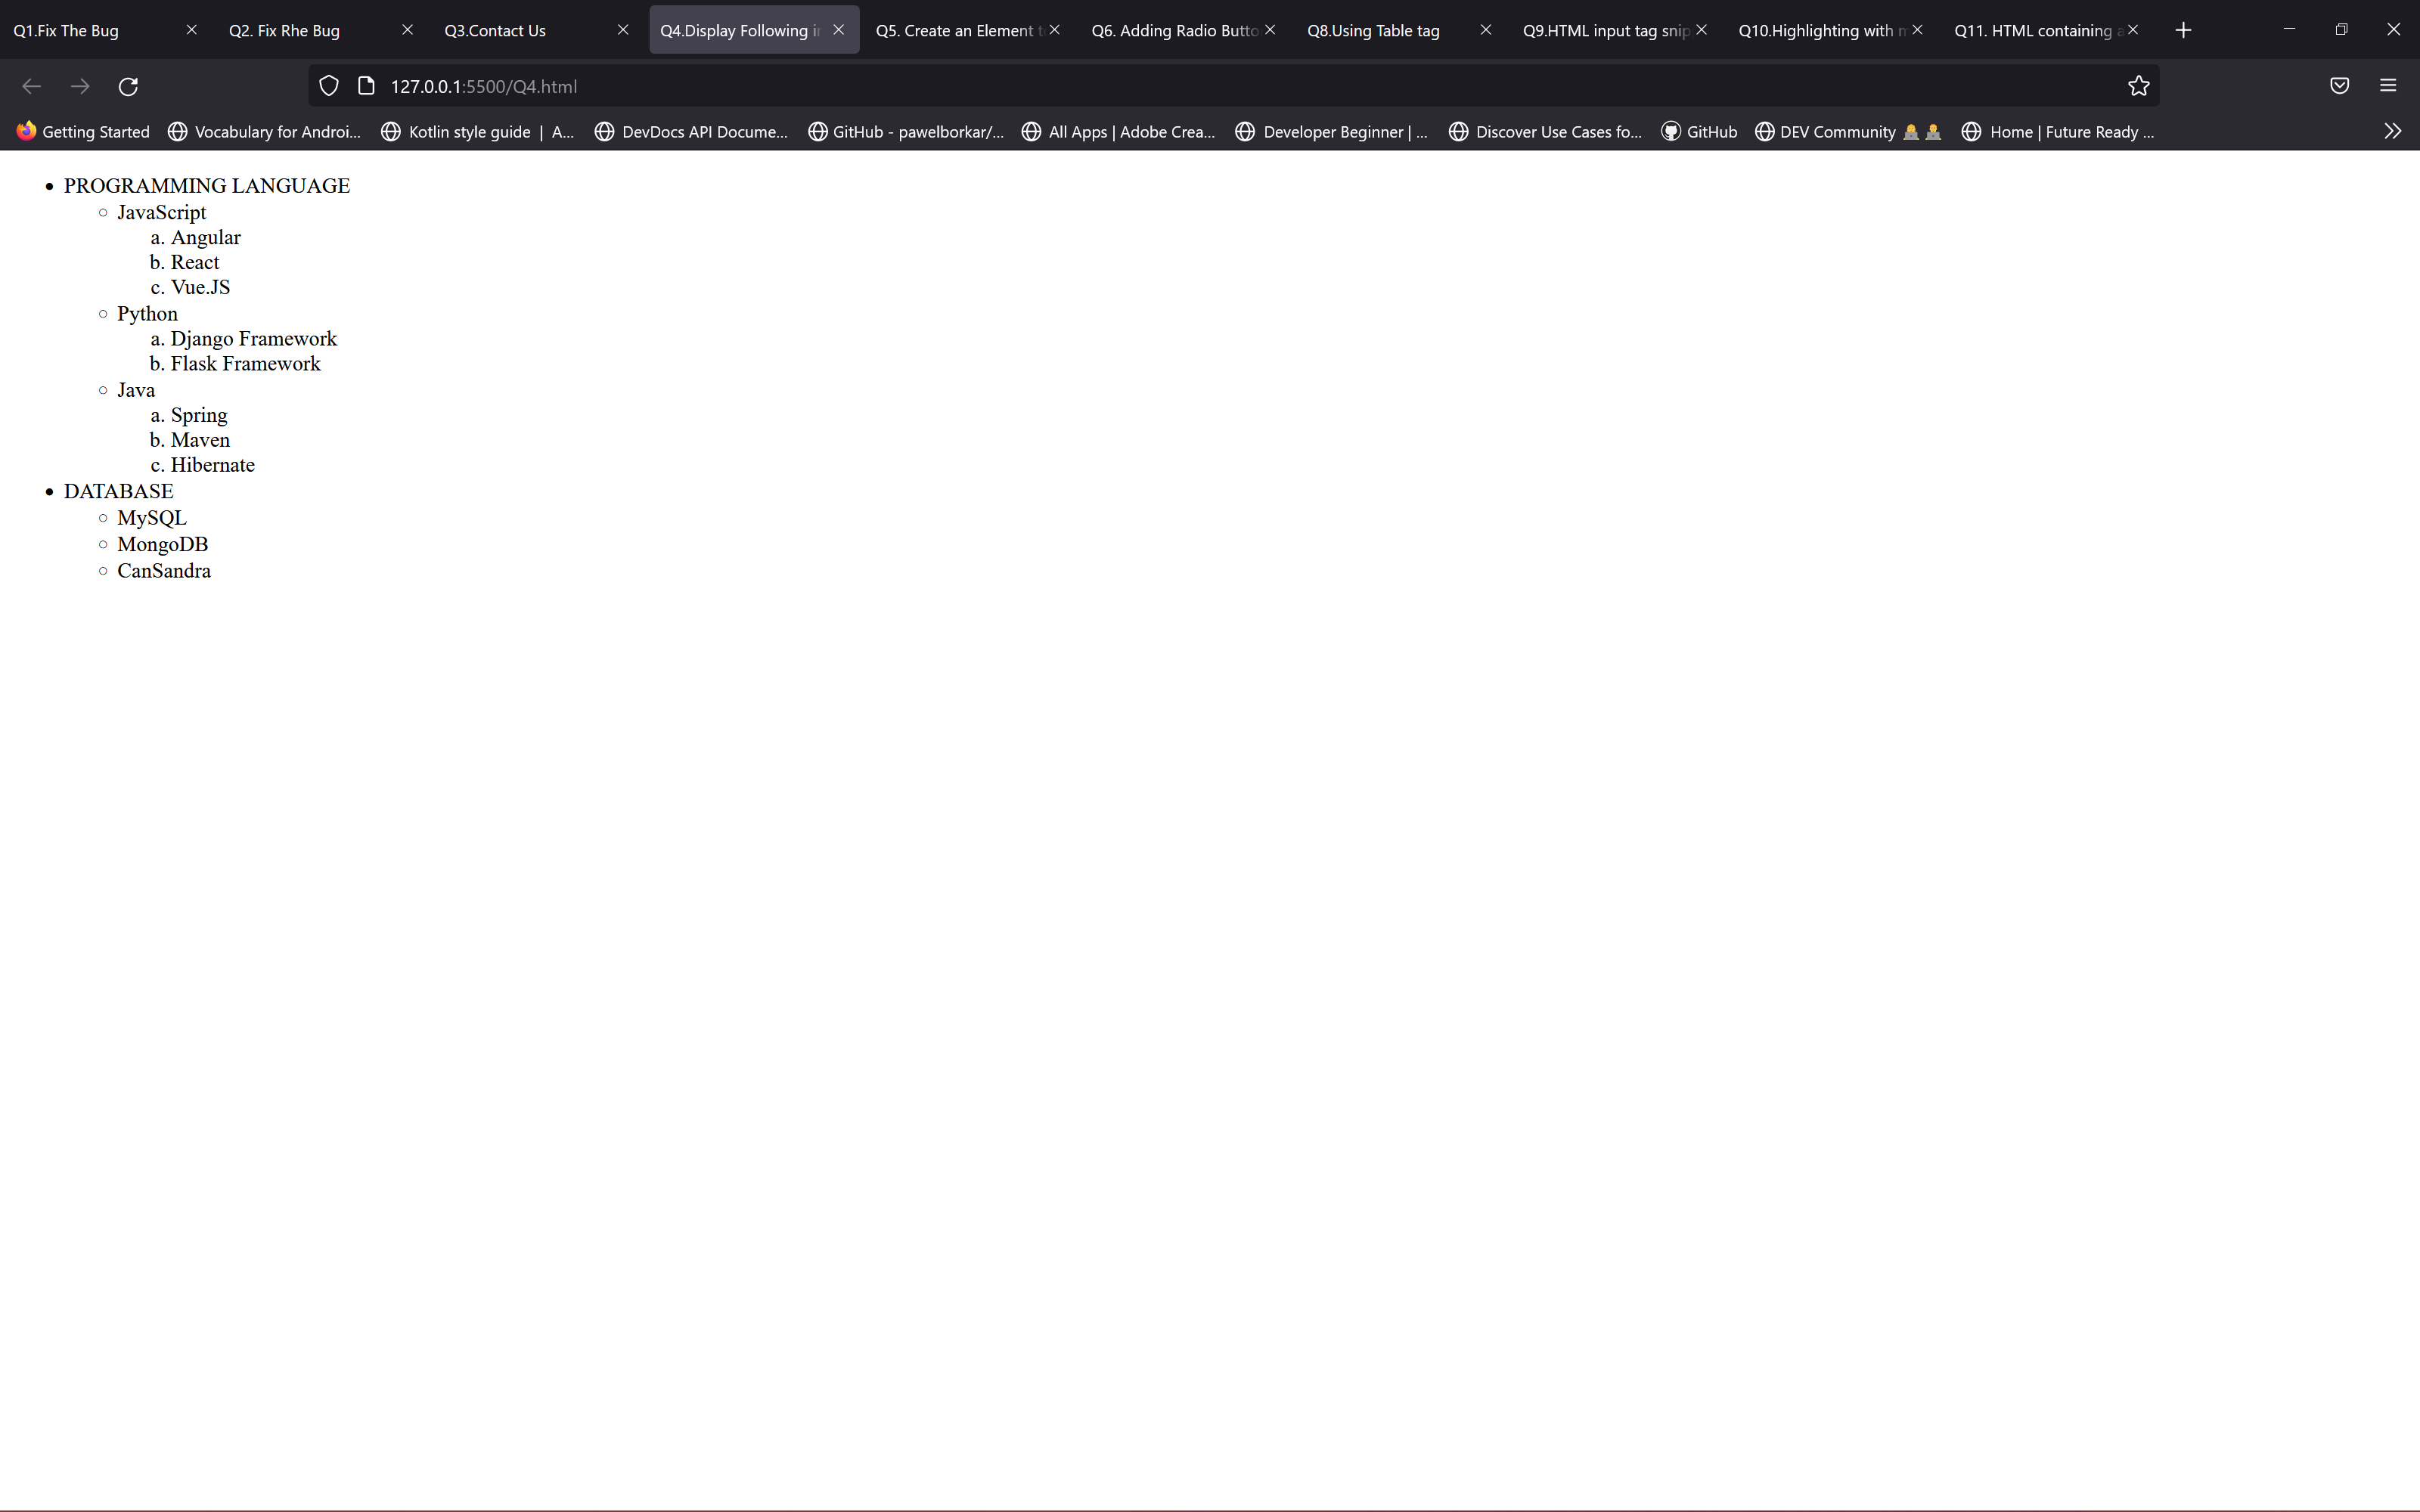 Q1.Fix The Bug Q2. Fix Rhe Bug Q3.Contact Us Q4.Display Following Q5. Create an Element Q6. Adding Radio Butto Q8.Using Table tag Q9.HTML input tag snip Q10.Highlighting with Q11. HTML containing
127.0.0.1:5500/Q4.html
Getting Started Vocabulary for Androi... Kotlin style guide | A... DevDocs API Docume... GitHub - pawelborkar/... All Apps | Adobe Crea... Developer Beginner | ... Discover Use Cases fo... GitHub DEV Community Home | Future Ready ...
• PROGRAMMING LANGUAGE
◦ JavaScript
a. Angular
b. React
c. Vue.JS
◦ Python
a. Django Framework
b. Flask Framework
◦ Java
a. Spring
b. Maven
c. Hibernate
• DATABASE
◦ MySQL
◦ MongoDB
◦ CanSandra